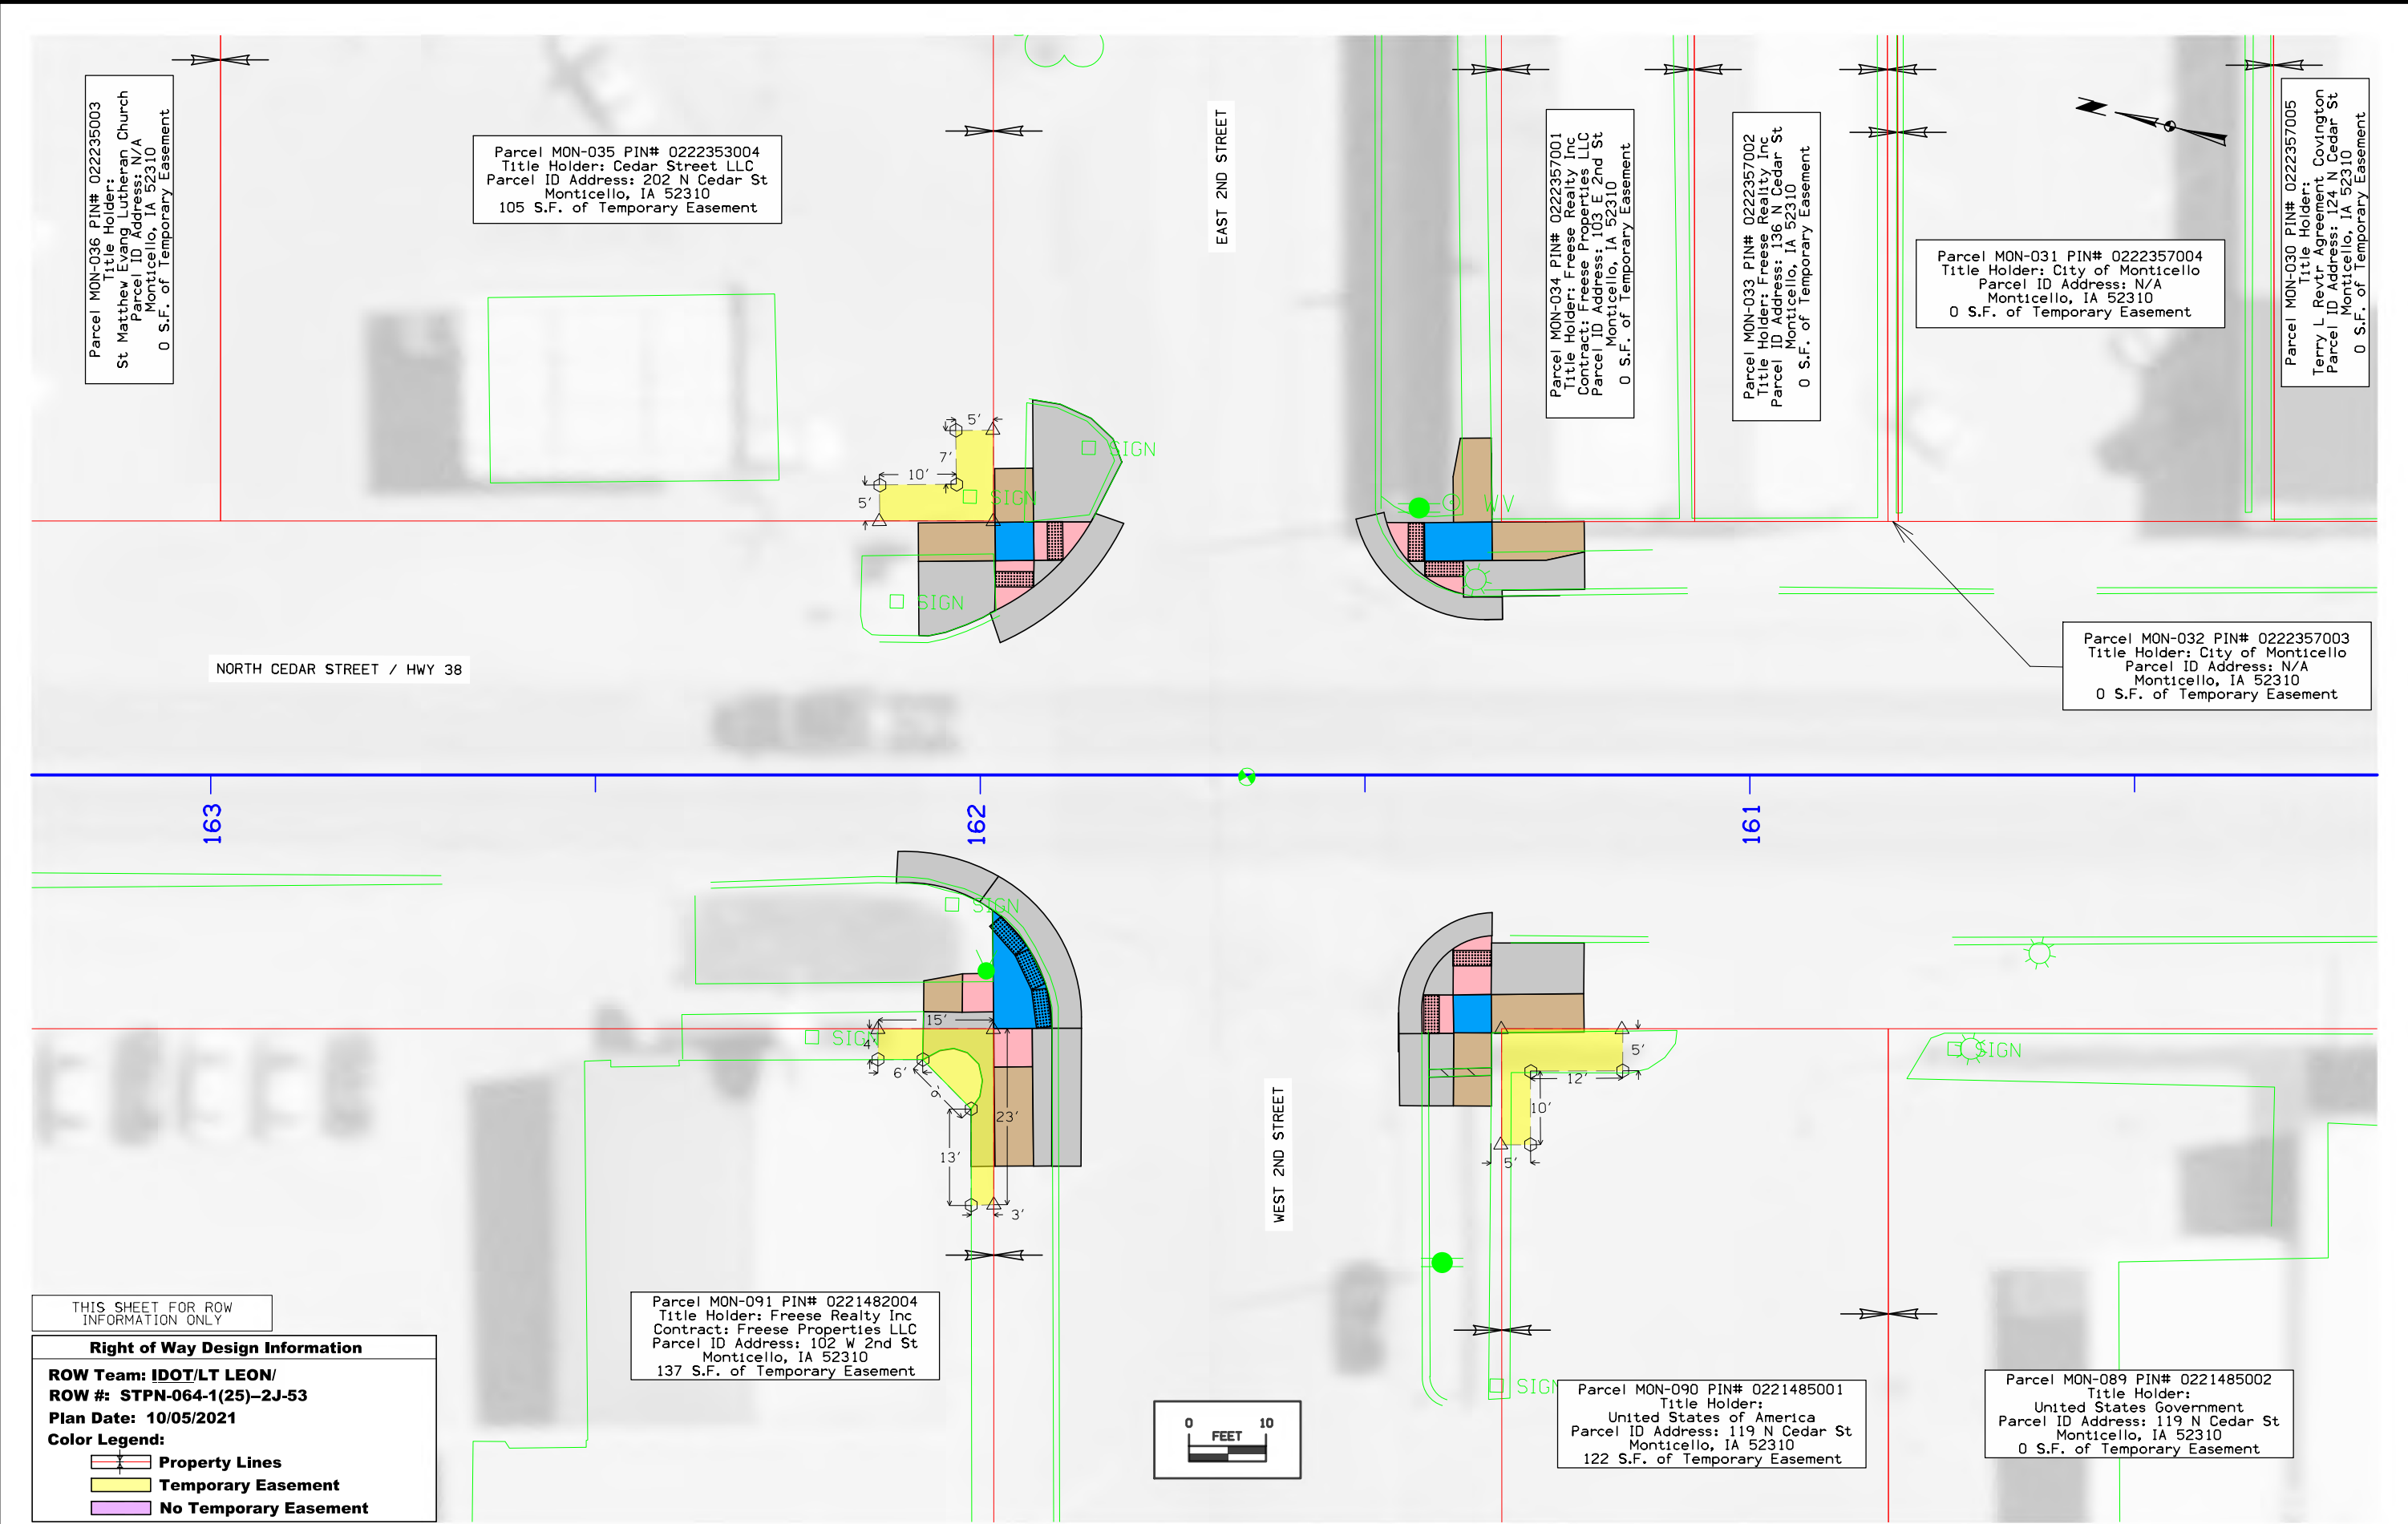 Parcel MON-036 PIN# 0222235003
Title Holder:
St Matthew Evang Lutheran Church
Parcel ID Address: N/A
Monticello, IA 52310
0 S.F. of Temporary Easement
Parcel MON-035 PIN# 0222353004
Title Holder: Cedar Street LLC
Parcel ID Address: 202 N Cedar St
Monticello, IA 52310
105 S.F. of Temporary Easement
EAST 2ND STREET
Parcel MON-034 PIN# 0222357001
Title Holder: Freese Realty Inc
Contract: Freese Properties LLC
Parcel ID Address: 103 E 2nd St
Monticello, IA 52310
0 S.F. of Temporary Easement
Parcel MON-033 PIN# 0222357002
Title Holder: Freese Reality Inc
Parcel ID Address: 136 N Cedar St
Monticello, IA 52310
0 S.F. of Temporary Easement
N
Parcel MON-031 PIN# 0222357004
Title Holder: City of Monticello
Parcel ID Address: N/A
Monticello, IA 52310
0 S.F. of Temporary Easement
Parcel MON-030 PIN# 0222357005
Title Holder:
Terry L Revtr Agreement Covington
Parcel ID Address: 124 N Cedar St
Monticello, IA 52310
0 S.F. of Temporary Easement
5'
7'
10'
5'
SIGN
SIGN
SIGN
WV
NORTH CEDAR STREET / HWY 38
Parcel MON-032 PIN# 0222357003
Title Holder: City of Monticello
Parcel ID Address: N/A
Monticello, IA 52310
0 S.F. of Temporary Easement
163
162
161
SIGN
SIGN
15'
4'
6'
9'
23'
13'
3'
WEST 2ND STREET
5'
12'
10'
5'
SIGN
SIGN
Parcel MON-091 PIN# 0221482004
Title Holder: Freese Realty Inc
Contract: Freese Properties LLC
Parcel ID Address: 102 W 2nd St
Monticello, IA 52310
137 S.F. of Temporary Easement
Parcel MON-090 PIN# 0221485001
Title Holder:
United States of America
Parcel ID Address: 119 N Cedar St
Monticello, IA 52310
122 S.F. of Temporary Easement
Parcel MON-089 PIN# 0221485002
Title Holder:
United States Government
Parcel ID Address: 119 N Cedar St
Monticello, IA 52310
0 S.F. of Temporary Easement
0 10
FEET
THIS SHEET FOR ROW
INFORMATION ONLY
Right of Way Design Information
ROW Team: IDOT/LT LEON/
ROW #: STPN-064-1(25)–2J-53
Plan Date: 10/05/2021
Color Legend:
Property Lines
Temporary Easement
No Temporary Easement